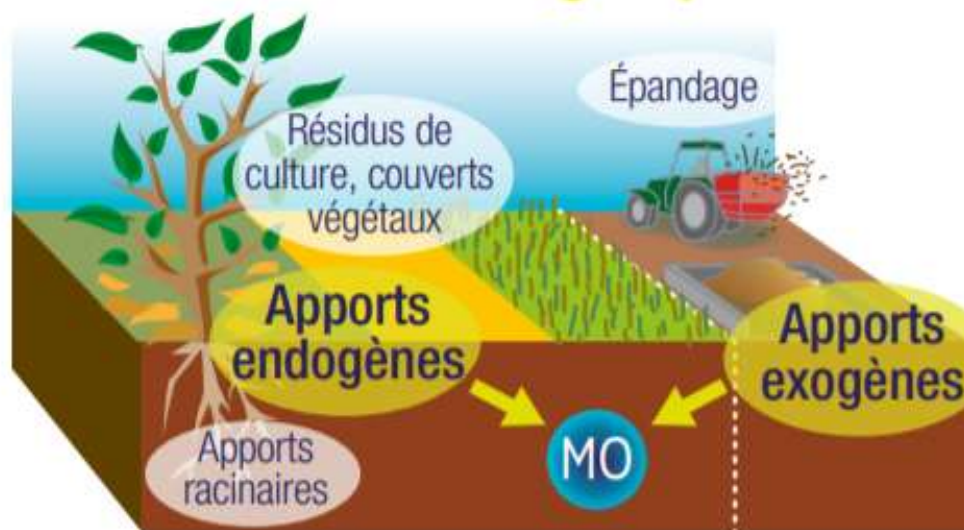 Épandage
Résidus de
culture, couverts
végétaux
Apports
endogènes
Apports
exogènes
MO
Apports
racinaires